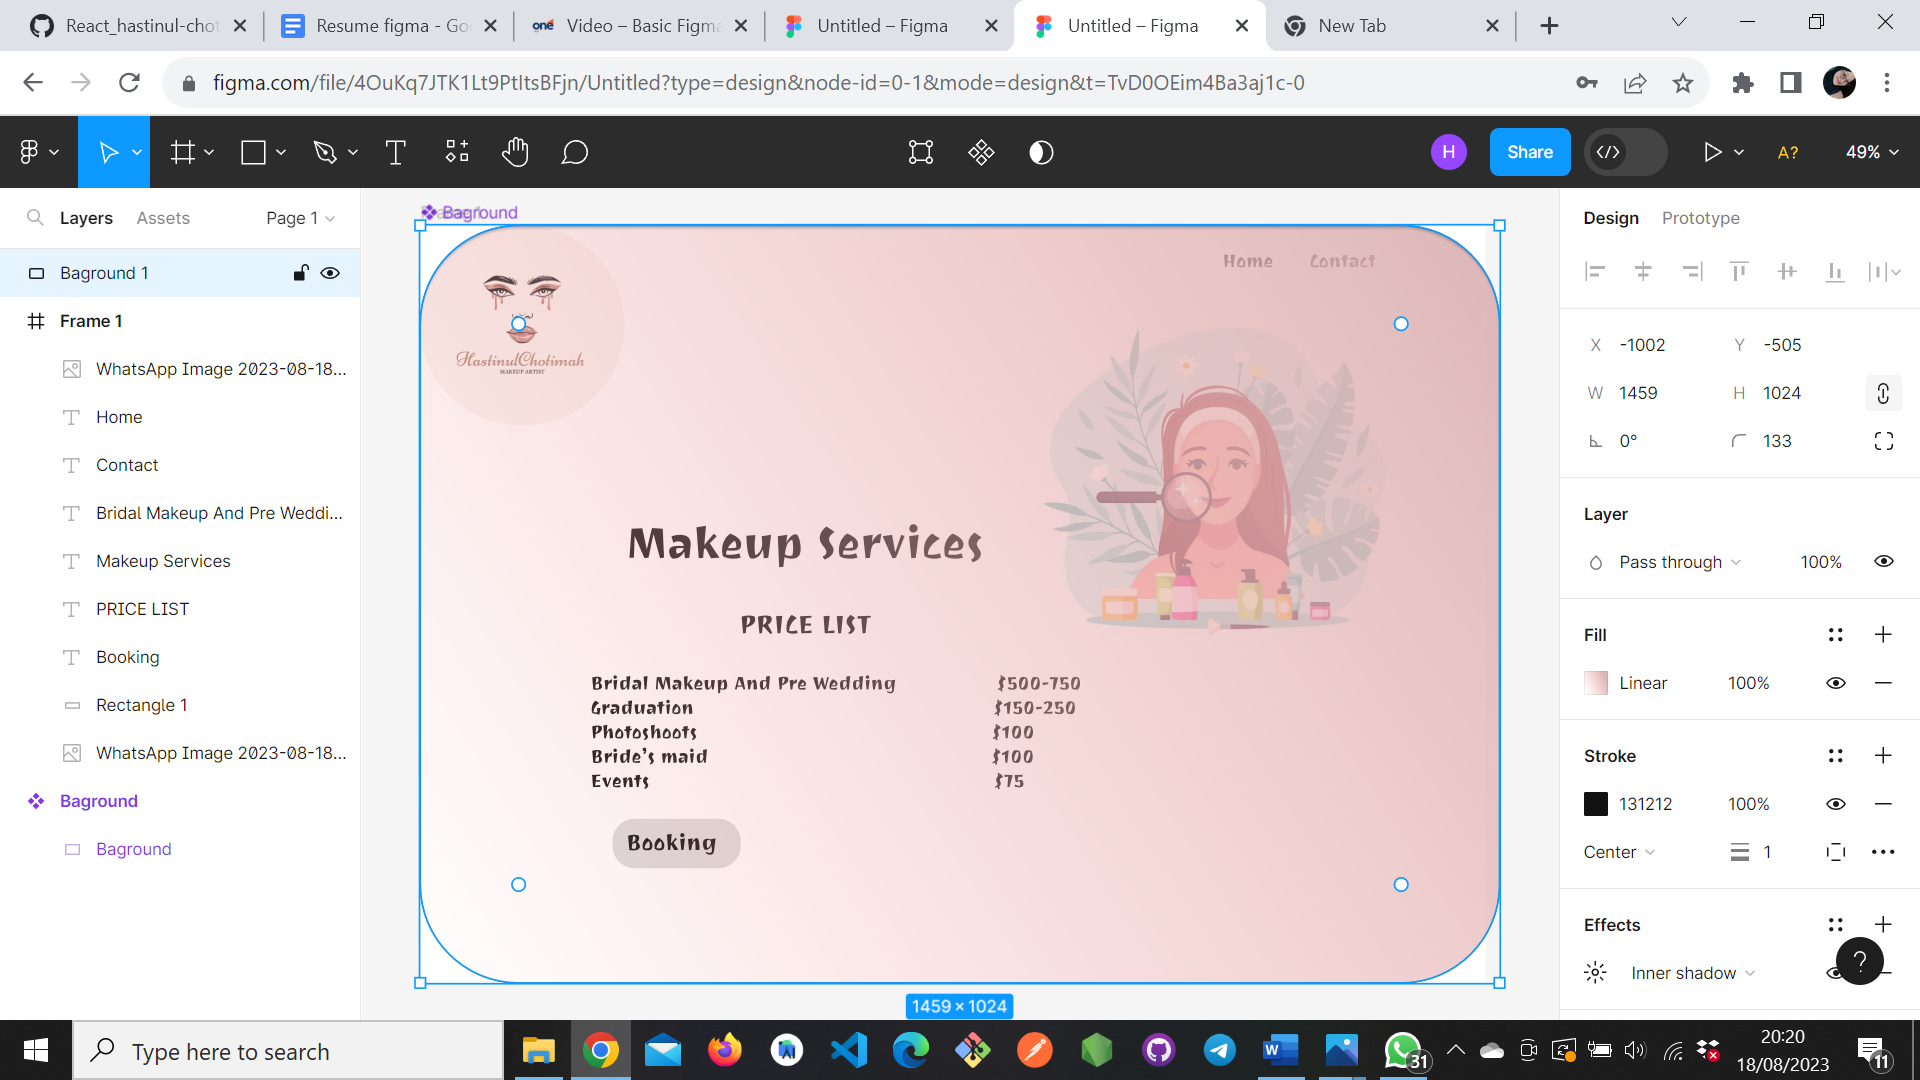 React_hastinul-chot
Resume figma - Goo
one
Video – Basic Figma
Untitled – Figma
Untitled – Figma
New Tab
figma.com/file/4OuKq7JTK1Lt9PtItsBFjn/Untitled?type=design&node-id=0-1&mode=design&t=TvD0OEim4Ba3aj1c-0
H
Share
A?
49%
Layers
Assets
Page 1
Baground 1
Frame 1
WhatsApp Image 2023-08-18...
Home
Contact
Bridal Makeup And Pre Weddi...
Makeup Services
PRICE LIST
Booking
Rectangle 1
WhatsApp Image 2023-08-18...
Baground
Baground
Baground
HastinulChotimah
MAKEUP ARTIST
Home
Contact
Makeup Services
PRICE LIST
Bridal Makeup And Pre Wedding $500-750
Graduation $150-250
Photoshoots $100
Bride's maid $100
Events $75
Booking
1459 × 1024
Design
Prototype
X -1002
Y -505
W 1459
H 1024
0°
133
Layer
Pass through
100%
Fill
Linear
100%
Stroke
131212
100%
Center
1
Effects
Inner shadow
?
Type here to search
31
20:20
18/08/2023
11